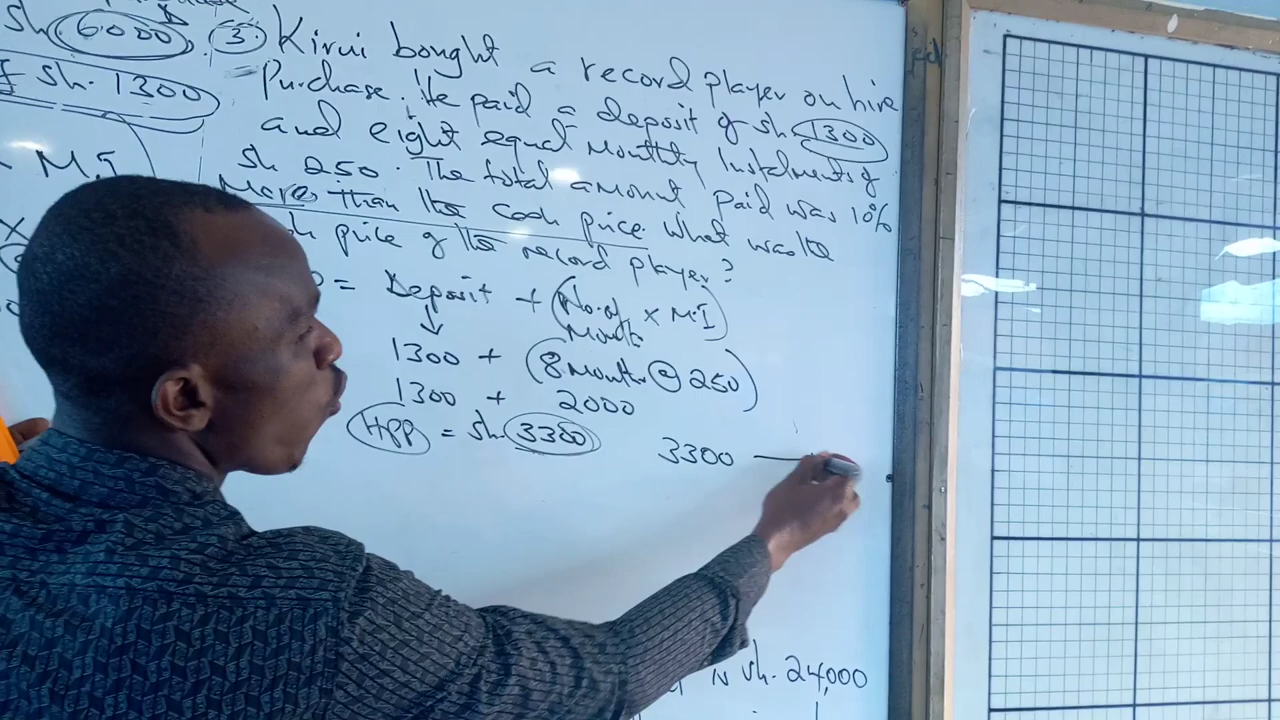 sh 6000
sh. 1300
M.I
3 Kirui bought a record player on hire
Purchase. He paid a deposit of sh 1300
and eight equal Monthly Instalments of
sh 250. The total amount paid was 10%
More than the cash price. What was the
price of the record player?
= Deposit + (No. of Months x M.I)
1300 + (8 months @ 250)
1300 + 2000
HPP = sh. 3300
3300
is sh. 24,000